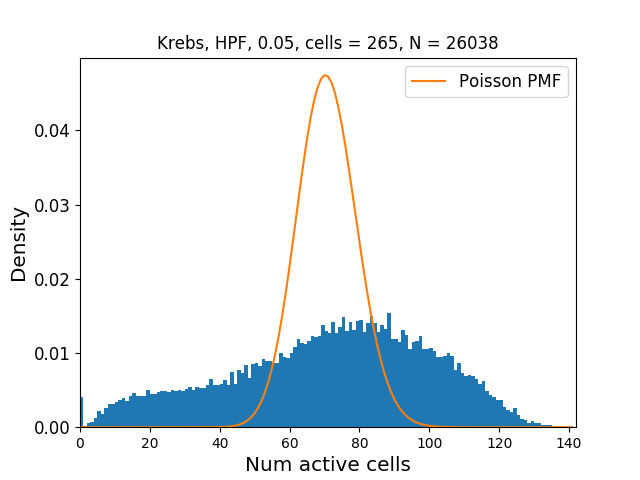 Krebs, HPF, 0.05, cells = 265, N = 26038
Poisson PMF
Density
0.04
0.03
0.02
0.01
0.00
0 20 40 60 80 100 120 140
Num active cells